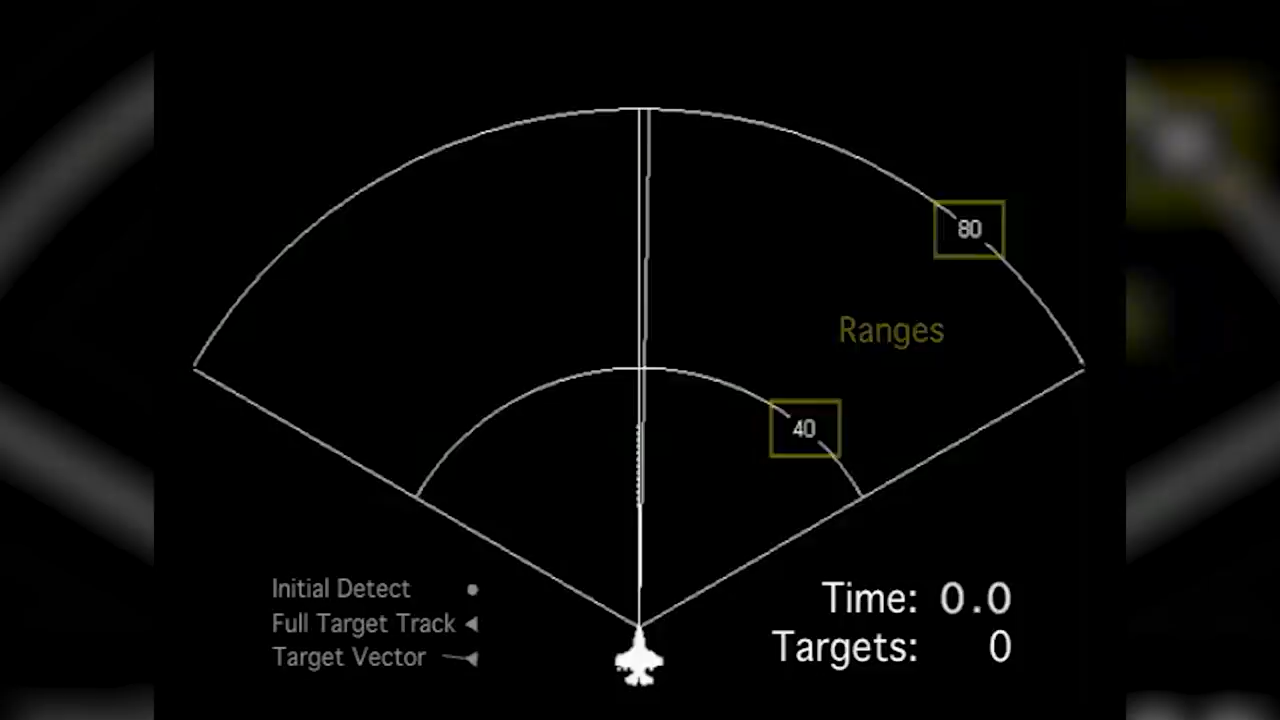 80
Ranges
40
Initial Detect
Full Target Track
Target Vector
Time: 0.0
Targets: 0